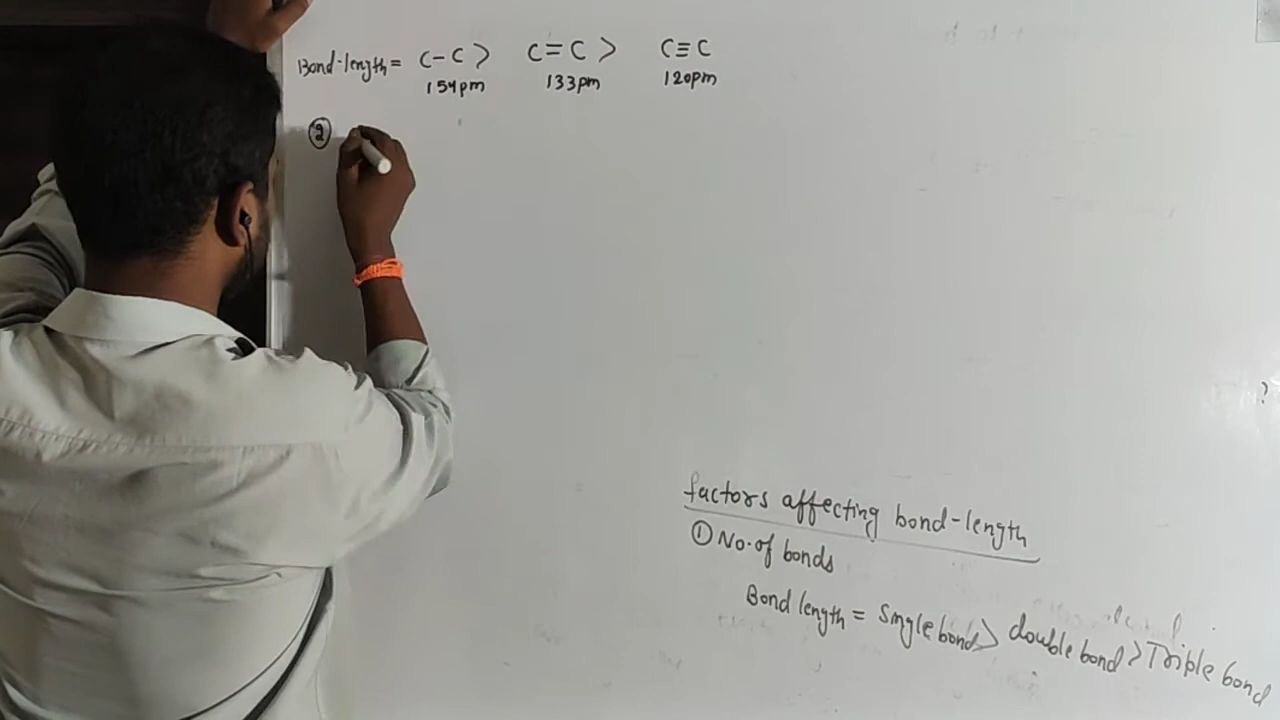 Bond-length = C-C > C=C > C≡C
154pm 133pm 120pm
②
?
factors affecting bond-length
① No. of bonds
Bond length = Single bond > double bond > Triple bond